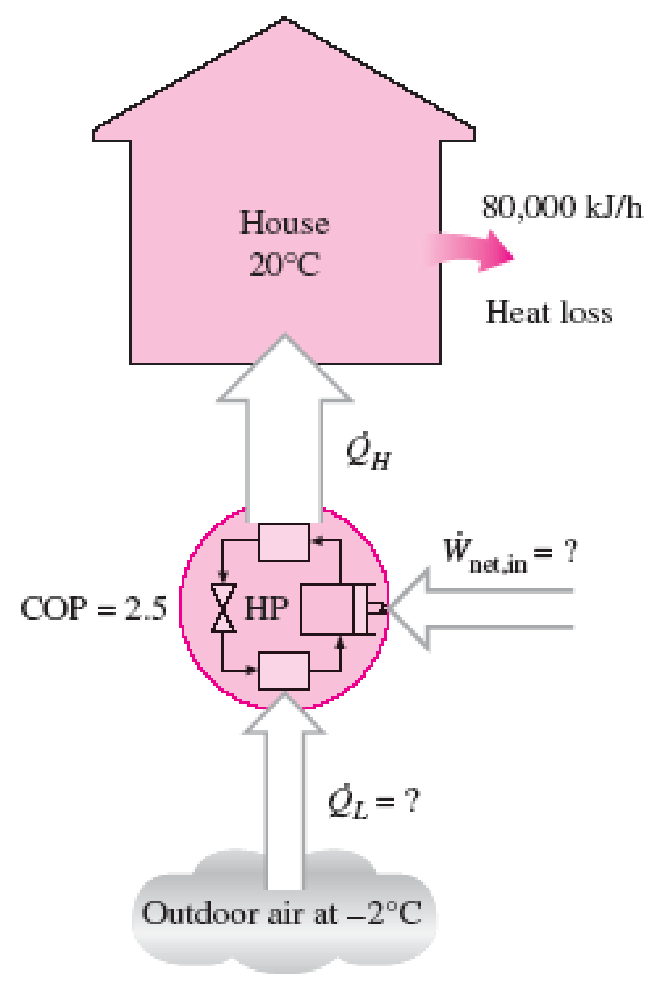 80,000 kJ/h
House
20°C
Heat loss
Q̇H
Ẇnet,in = ?
COP = 2.5
HP
Q̇L = ?
Outdoor air at –2°C